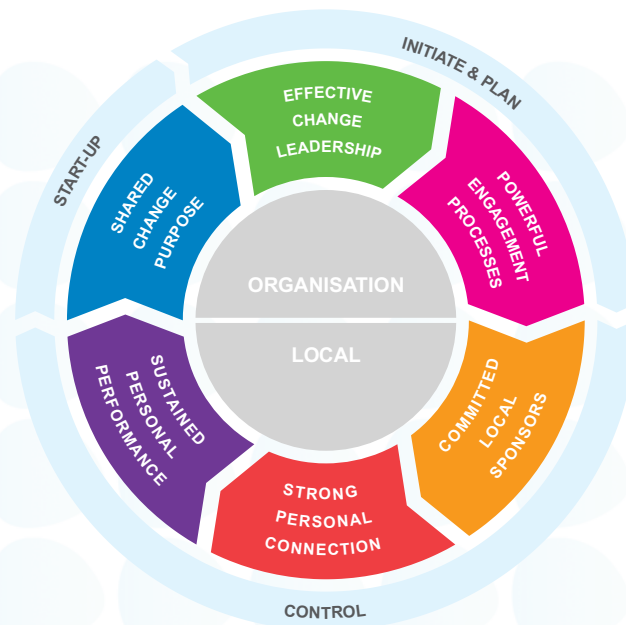 INITIATE & PLAN
START-UP
EFFECTIVE
CHANGE
LEADERSHIP
SHARED
CHANGE
PURPOSE
POWERFUL
ENGAGEMENT
PROCESSES
ORGANISATION
LOCAL
SUSTAINED
PERSONAL
PERFORMANCE
COMMITTED
LOCAL
SPONSORS
STRONG
PERSONAL
CONNECTION
CONTROL